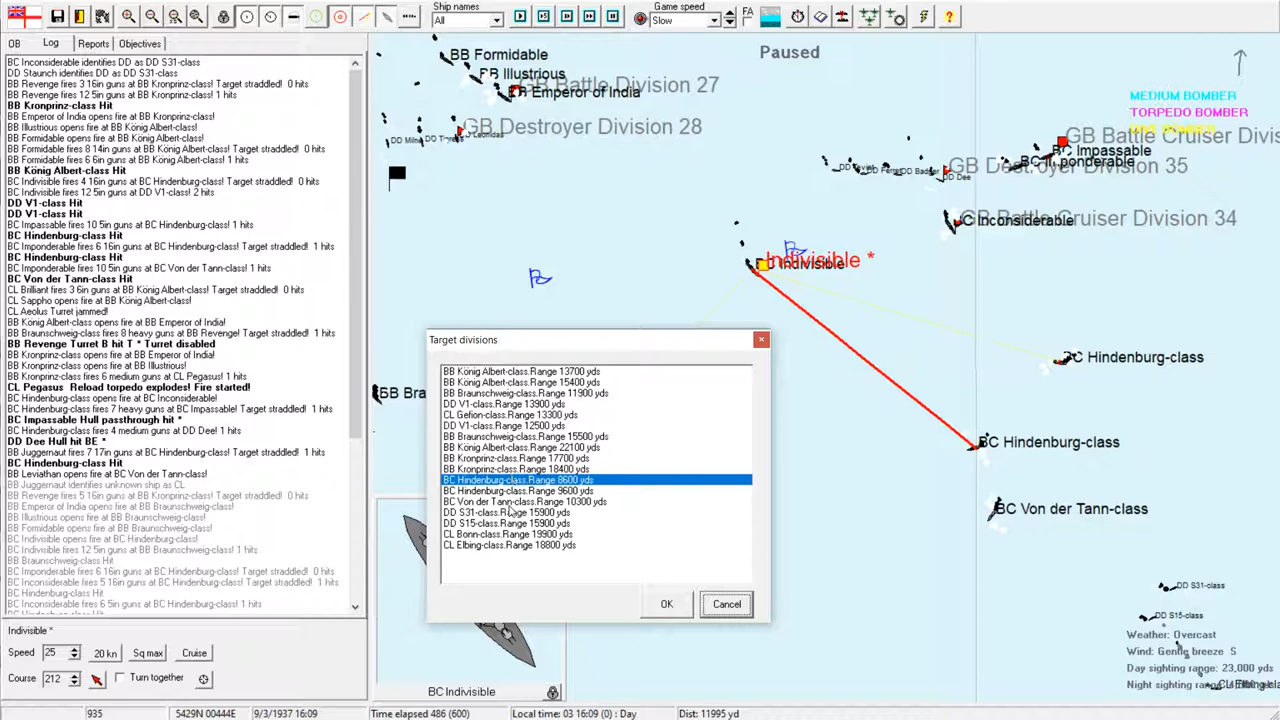 Ship names
All
Game speed
Slow
FA
OB
Log
Reports
Objectives
BC Inconsiderable identifies DD as DD S31-class
DD Staunch identifies DD as DD S31-class
BB Revenge fires 3 16in guns at BB Kronprinz-class! Target straddled! 0 hits
BB Revenge fires 12 5in guns at BB Kronprinz-class! 1 hits
BB Kronprinz-class Hit
BB Emperor of India opens fire at BB Kronprinz-class!
BB Illustrious opens fire at BB König Albert-class!
BB Formidable opens fire at BB König Albert-class!
BB Formidable fires 8 14in guns at BB König Albert-class! Target straddled! 0 hits
BB Formidable fires 6 6in guns at BB König Albert-class! 1 hits
BB König Albert-class Hit
BC Indivisible fires 4 16in guns at BC Hindenburg-class! Target straddled! 0 hits
BC Indivisible fires 12 5in guns at DD V1-class! 2 hits
DD V1-class Hit
DD V1-class Hit
BC Impassable fires 10 5in guns at BC Hindenburg-class! 1 hits
BC Hindenburg-class Hit
BC Imponderable fires 6 16in guns at BC Hindenburg-class! Target straddled! 1 hits
BC Hindenburg-class Hit
BC Imponderable fires 10 5in guns at BC Von der Tann-class! 1 hits
BC Von der Tann-class Hit
CL Brilliant fires 3 6in guns at BB König Albert-class! Target straddled! 0 hits
CL Sappho opens fire at BB König Albert-class!
CL Aeolus Turret jammed!
BB König Albert-class opens fire at BB Emperor of India!
BB Braunschweig-class fires 8 heavy guns at BB Revenge! Target straddled! 1 hits
BB Revenge Turret B hit T * Turret disabled
BB Kronprinz-class opens fire at BB Emperor of India!
BB Kronprinz-class opens fire at BB Illustrious!
BB Kronprinz-class fires 6 medium guns at CL Pegasus! 1 hits
CL Pegasus  Reload torpedo explodes! Fire started!
BC Hindenburg-class opens fire at BC Inconsiderable!
BC Hindenburg-class fires 7 heavy guns at BC Impassable! Target straddled! 1 hits
BC Impassable Hull passthrough hit *
BC Hindenburg-class fires 4 medium guns at DD Dee! 1 hits
DD Dee Hull hit BE *
BB Juggernaut fires 7 17in guns at BC Hindenburg-class! Target straddled! 1 hits
BC Hindenburg-class Hit
BB Leviathan opens fire at BC Von der Tann-class!
BB Juggernaut identifies unknown ship as CL
BB Revenge fires 5 16in guns at BB Braunschweig-class! Target straddled! 0 hits
BB Emperor of India opens fire at BB Braunschweig-class!
BB Illustrious opens fire at BB Braunschweig-class!
BB Formidable opens fire at BB Braunschweig-class!
BC Indivisible fires 12 5in guns at BB Braunschweig-class! 1 hits
BB Braunschweig-class Hit
BC Imponderable fires 6 16in guns at BC Hindenburg-class! Target straddled! 0 hits
BC Inconsiderable fires 5 16in guns at BC Hindenburg-class! Target straddled! 1 hits
BC Hindenburg-class Hit
BC Inconsiderable fires 6 5in guns at BC Hindenburg-class! 1 hits
BC Hindenburg-class Hit
Indivisible *
Speed
25
20 kn
Sq max
Cruise
Course
212
Turn together
Paused
BB Formidable
BB Illustrious
GB Battle Division 27
BB Emperor of India
GB Destroyer Division 28
MEDIUM BOMBER
TORPEDO BOMBER
GB Battle Cruiser Divis
BC Impassable
GB Destroyer Division 35
DD Dee
BC Inconsiderable
GB Battle Cruiser Division 34
Indivisible *
BC Indivisible
BC Hindenburg-class
BB Bra
BC Hindenburg-class
BC Von der Tann-class
DD S31-class
DD S15-class
Weather: Overcast
Wind: Gentle breeze  S
Day sighting range: 23,000 yds
Target divisions
BB König Albert-class.Range 13700 yds
BB König Albert-class.Range 15400 yds
BB Braunschweig-class.Range 11900 yds
DD V1-class.Range 13900 yds
CL Gefion-class.Range 13300 yds
DD V1-class.Range 12500 yds
BB Braunschweig-class.Range 15500 yds
BB König Albert-class.Range 22100 yds
BB Kronprinz-class.Range 17700 yds
BB Kronprinz-class.Range 18400 yds
BC Hindenburg-class.Range 8600 yds
BC Hindenburg-class.Range 9600 yds
BC Von der Tann-class.Range 10300 yds
DD S31-class.Range 15900 yds
DD S15-class.Range 15900 yds
CL Bonn-class.Range 19900 yds
CL Elbing-class.Range 18800 yds
OK
Cancel
BC Indivisible
935
5429N 00444E
9/3/1937 16:09
Time elapsed 486 (600)
Local time: 03 16:09 (0) : Day
Dist: 11995 yd